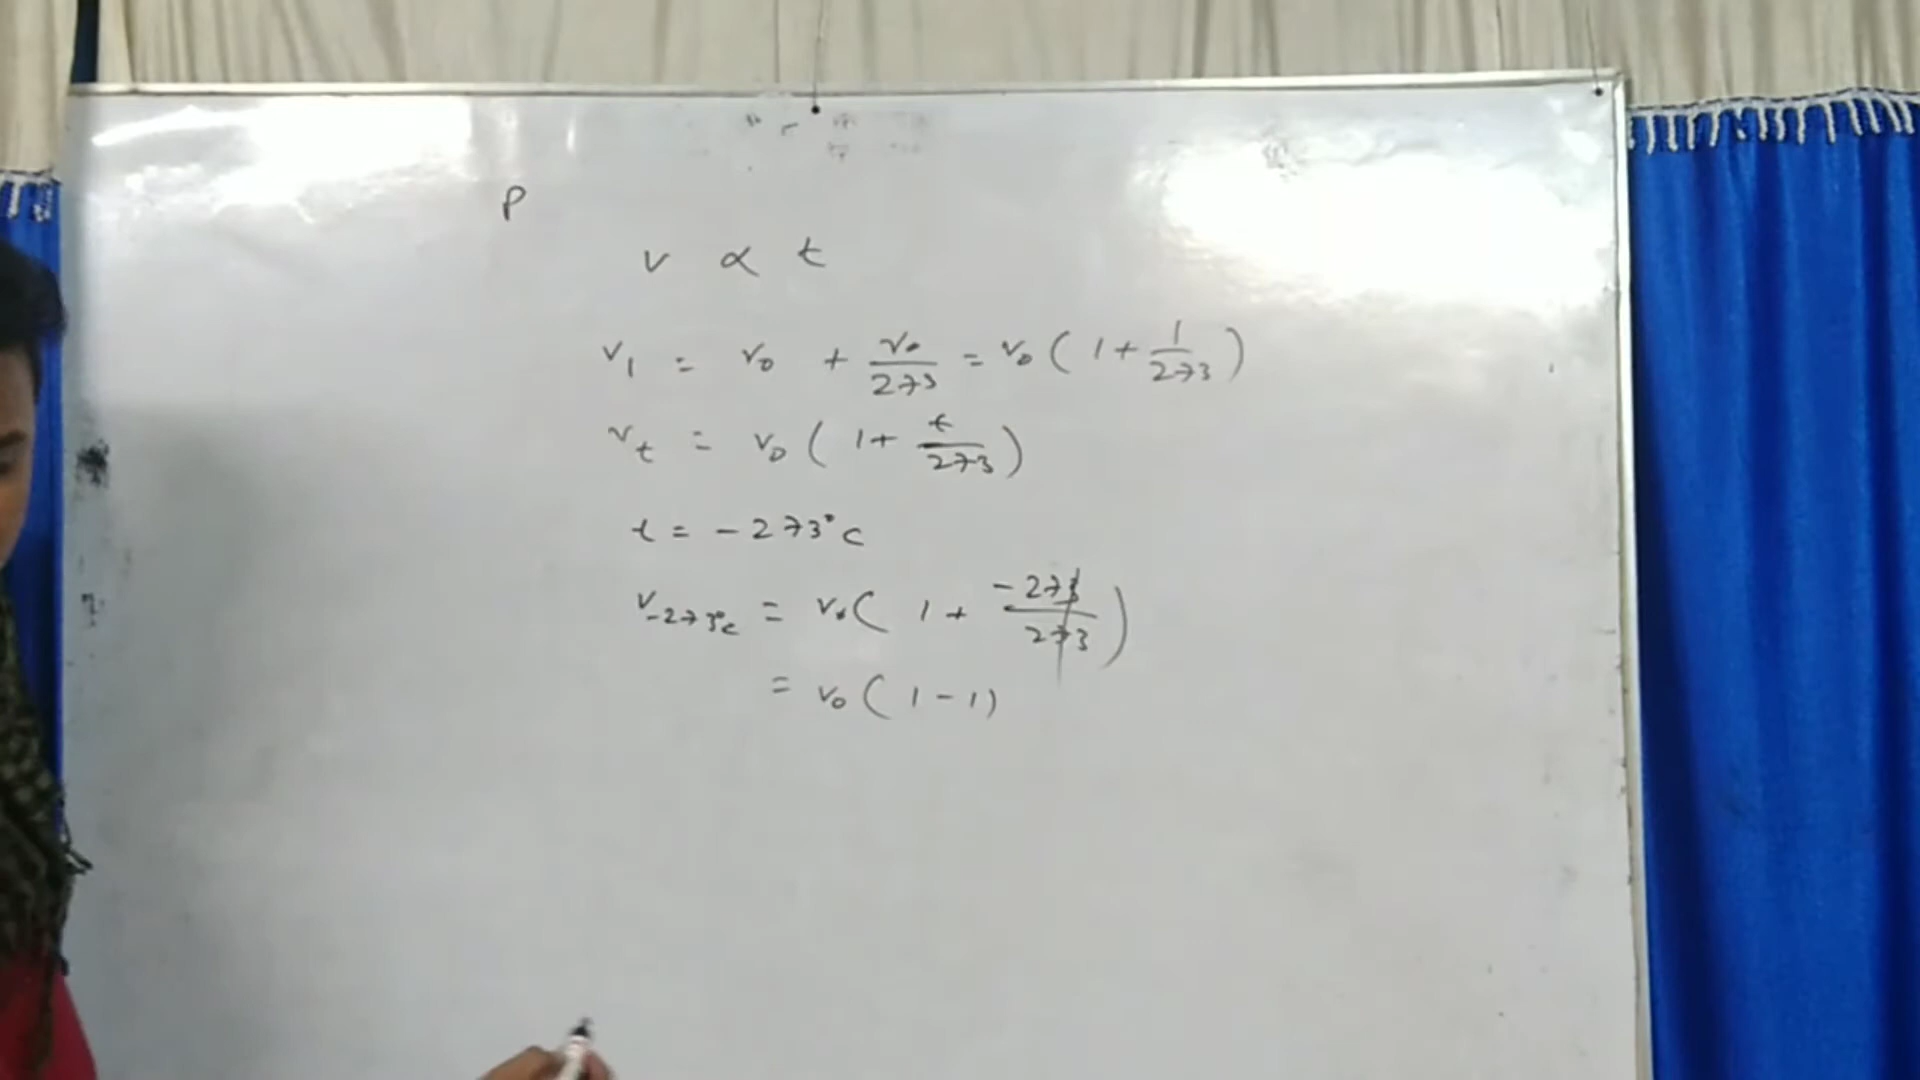 P
v ∝ t
v₁ = v₀ + v₀/273 = v₀ ( 1 + 1/273 )
vₜ = v₀ ( 1 + t/273 )
t = - 273°c
v₋₂₇₃°c = v₀ ( 1 + -273/273 )
= v₀ ( 1 - 1 )